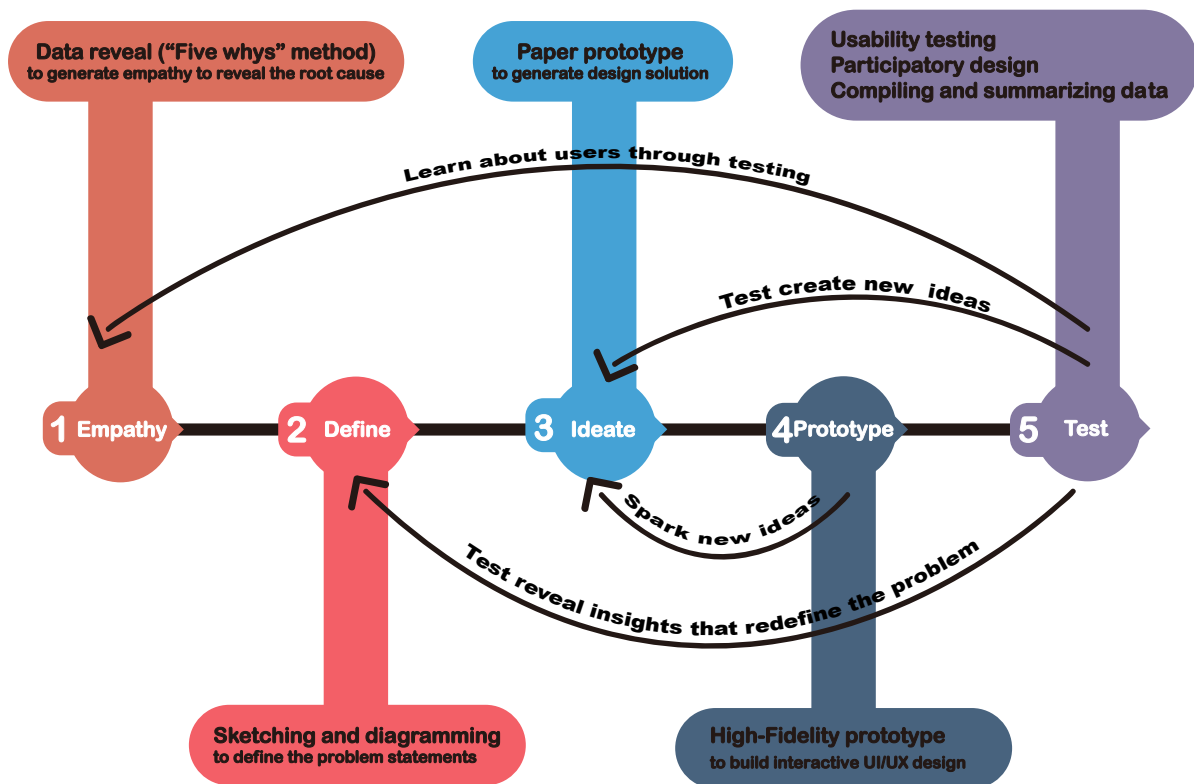 Data reveal (“Five whys” method)
to generate empathy to reveal the root cause
Paper prototype
to generate design solution
Usability testing
Participatory design
Compiling and summarizing data
Learn about users through testing
Test create new ideas
1 Empathy
2 Define
3 Ideate
4 Prototype
5 Test
Spark new ideas
Test reveal insights that redefine the problem
Sketching and diagramming
to define the problem statements
High-Fidelity prototype
to build interactive UI/UX design